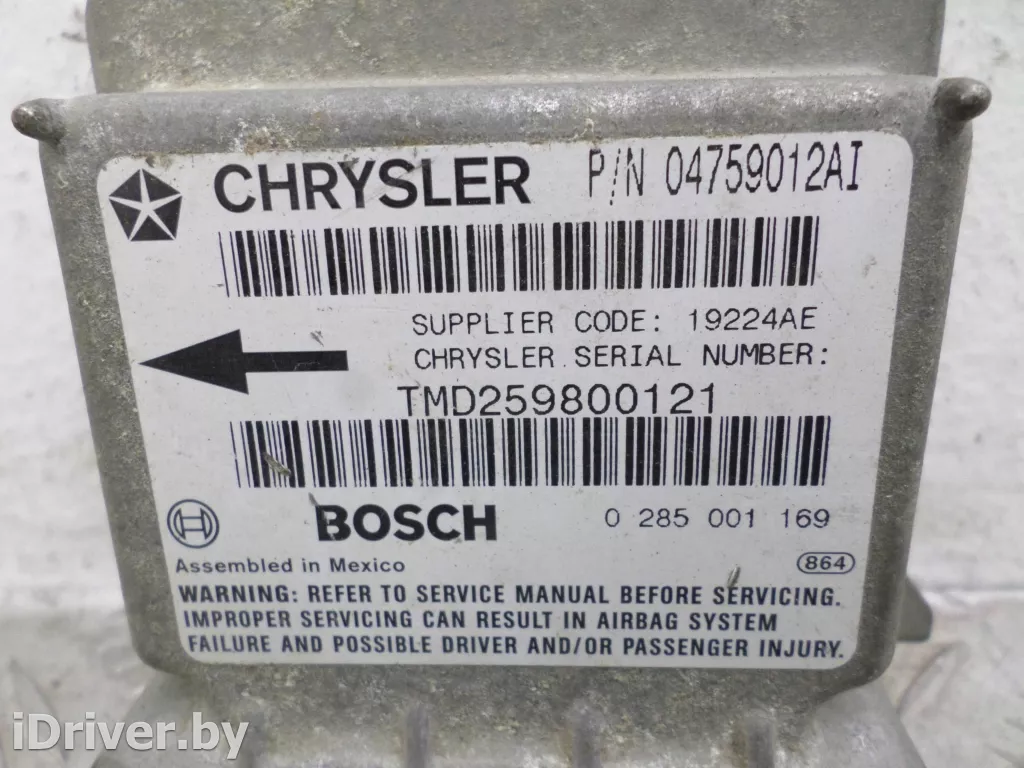 CHRYSLER P/N 04759012AI
SUPPLIER CODE: 19224AE
CHRYSLER SERIAL NUMBER:
TMD259800121
BOSCH 0 285 001 169
Assembled in Mexico 864
WARNING: REFER TO SERVICE MANUAL BEFORE SERVICING.
IMPROPER SERVICING CAN RESULT IN AIRBAG SYSTEM
FAILURE AND POSSIBLE DRIVER AND/OR PASSENGER INJURY.
iDriver.by